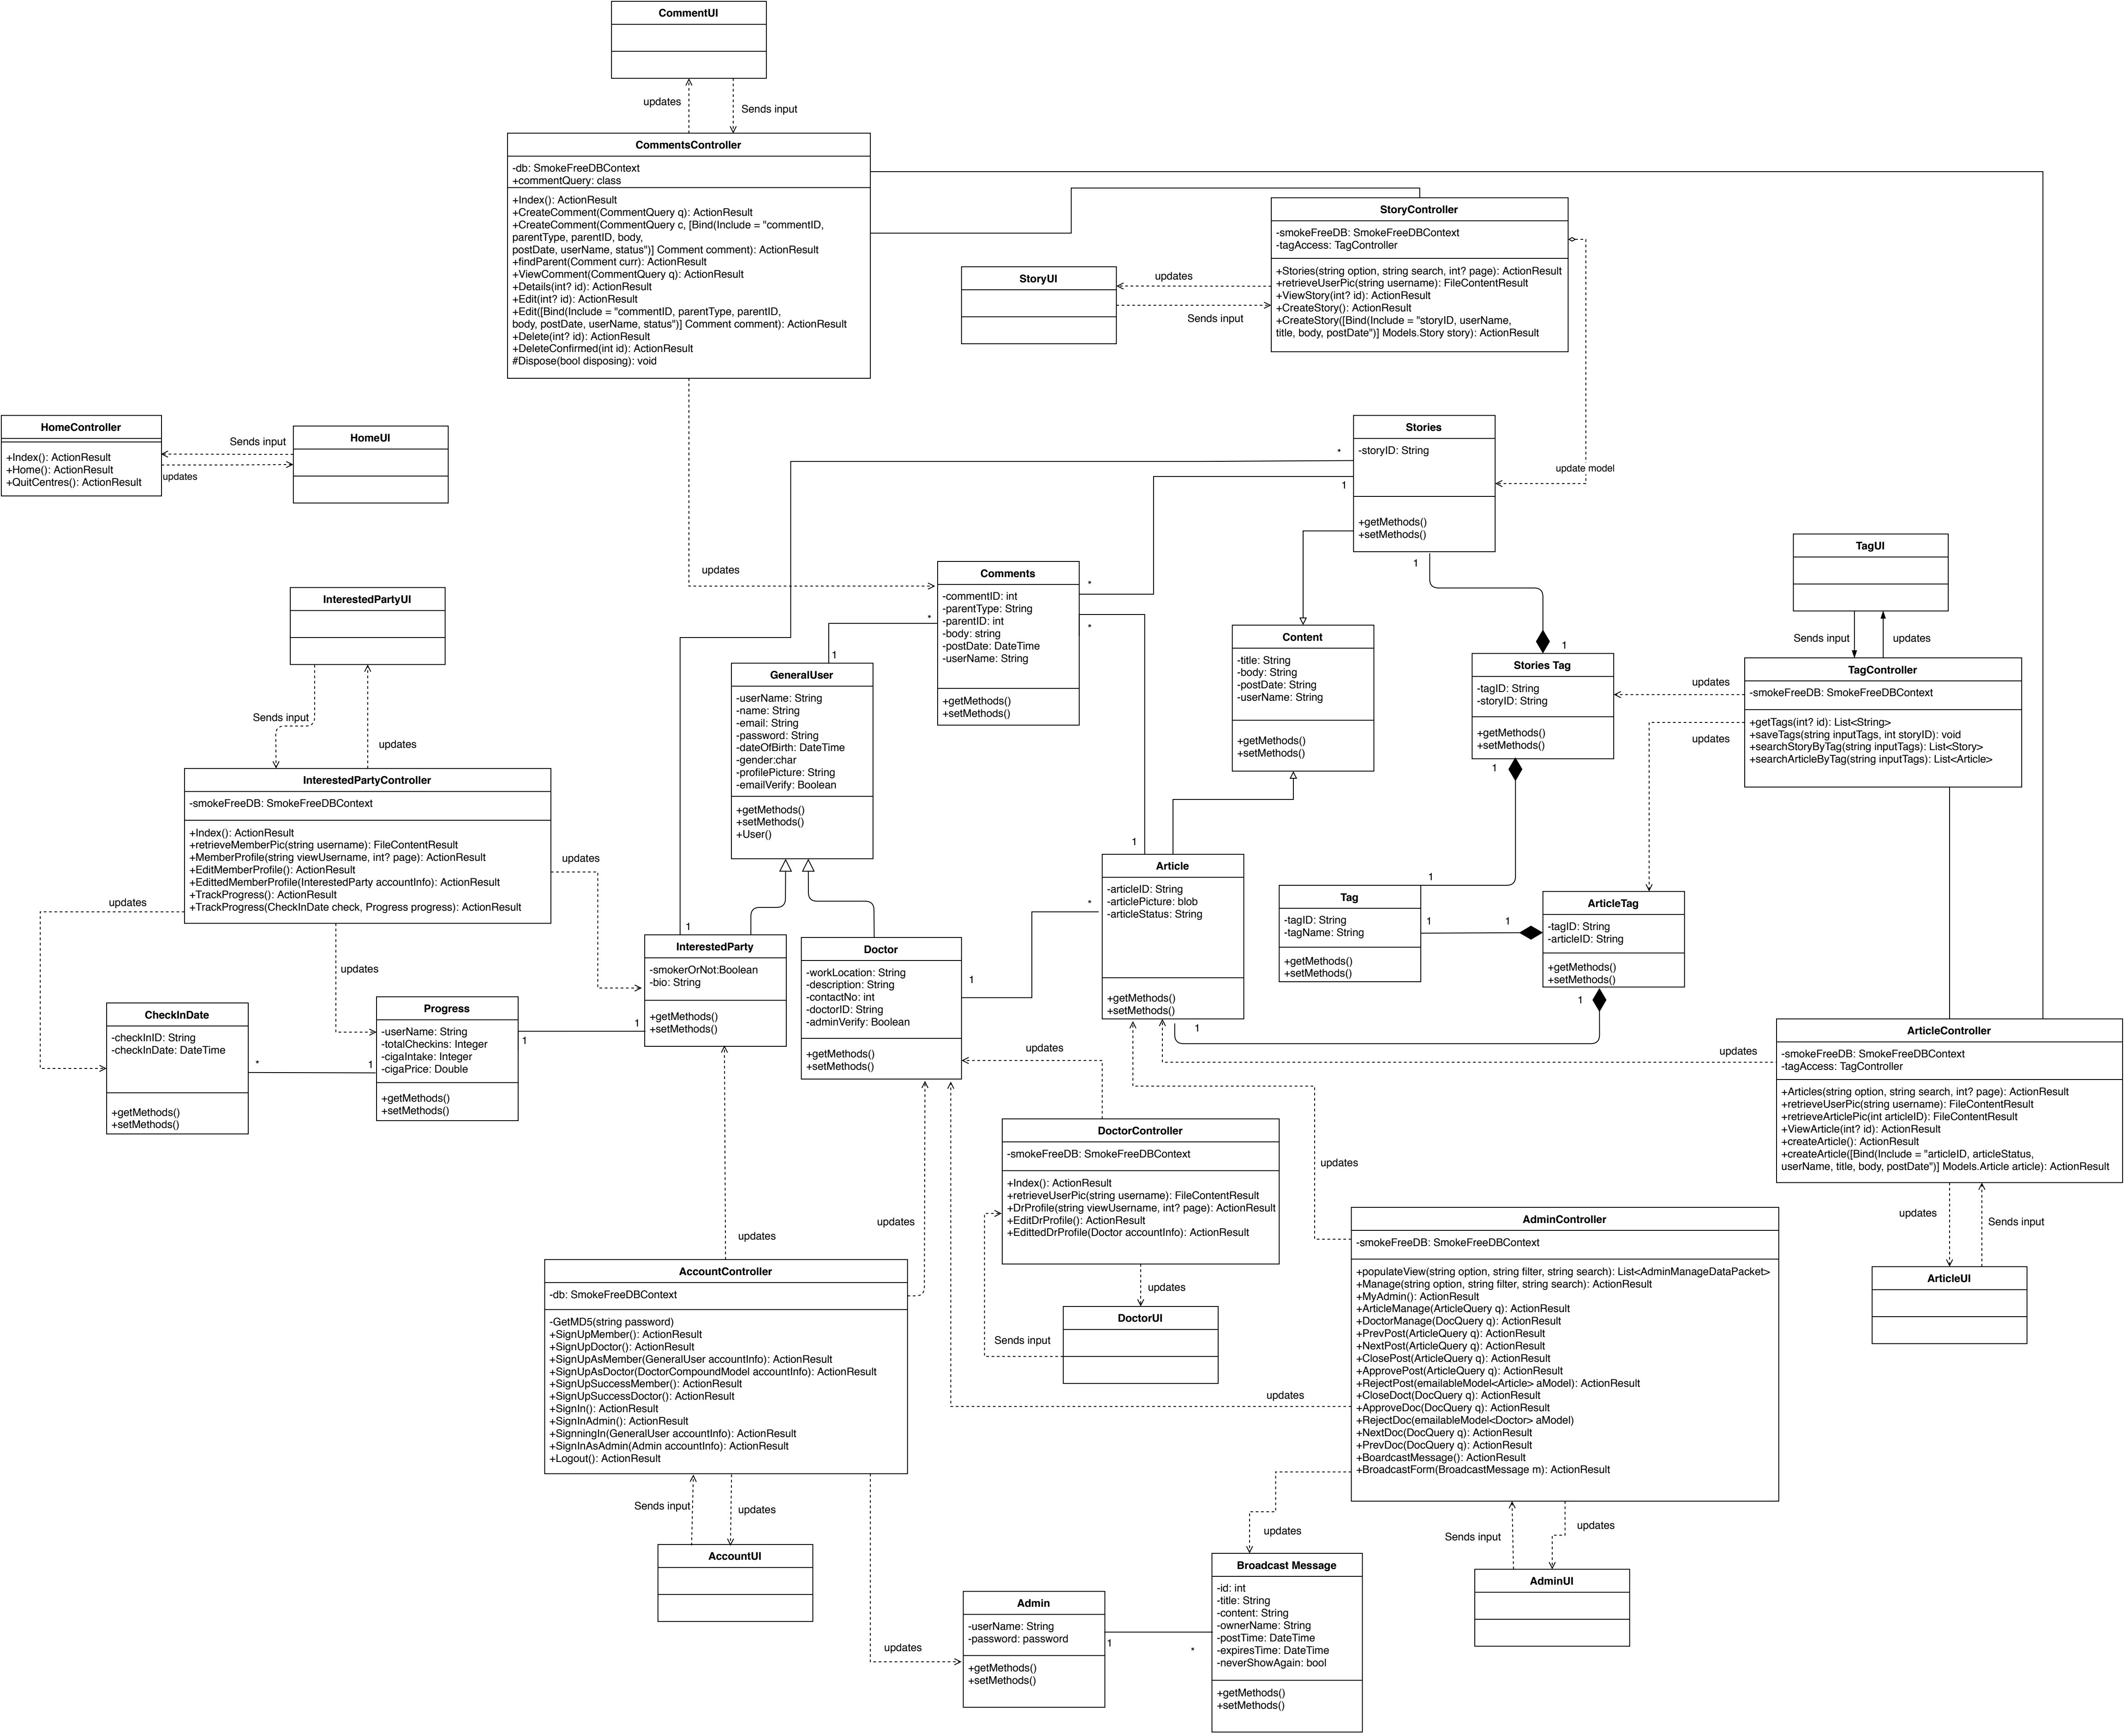 CommentUI
updates
Sends input
CommentsController
-db: SmokeFreeDBContext
+commentQuery: class
+Index(): ActionResult
+CreateComment(CommentQuery q): ActionResult
+CreateComment(CommentQuery c, [Bind(Include = "commentID,
parentType, parentID, body,
postDate, userName, status")] Comment comment): ActionResult
+findParent(Comment curr): ActionResult
+ViewComment(CommentQuery q): ActionResult
+Details(int? id): ActionResult
+Edit(int? id): ActionResult
+Edit([Bind(Include = "commentID, parentType, parentID,
body, postDate, userName, status")] Comment comment): ActionResult
+Delete(int? id): ActionResult
+DeleteConfirmed(int id): ActionResult
#Dispose(bool disposing): void
StoryController
-smokeFreeDB: SmokeFreeDBContext
-tagAccess: TagController
+Stories(string option, string search, int? page): ActionResult
+retrieveUserPic(string username): FileContentResult
+ViewStory(int? id): ActionResult
+CreateStory(): ActionResult
+CreateStory([Bind(Include = "storyID, userName,
title, body, postDate")] Models.Story story): ActionResult
StoryUI
updates
Sends input
HomeController
+Index(): ActionResult
+Home(): ActionResult
+QuitCentres(): ActionResult
Sends input
updates
HomeUI
Stories
-storyID: String
+getMethods()
+setMethods()
*
1
1
update model
updates
Comments
-commentID: int
-parentType: String
-parentID: int
-body: string
-postDate: DateTime
-userName: String
+getMethods()
+setMethods()
*
*
*
1
TagUI
Sends input
updates
InterestedPartyUI
Sends input
updates
GeneralUser
-userName: String
-name: String
-email: String
-password: String
-dateOfBirth: DateTime
-gender:char
-profilePicture: String
-emailVerify: Boolean
+getMethods()
+setMethods()
+User()
Content
-title: String
-body: String
-postDate: String
-userName: String
+getMethods()
+setMethods()
1
Stories Tag
-tagID: String
-storyID: String
+getMethods()
+setMethods()
1
updates
updates
TagController
-smokeFreeDB: SmokeFreeDBContext
+getTags(int? id): List<String>
+saveTags(string inputTags, int storyID): void
+searchStoryByTag(string inputTags): List<Story>
+searchArticleByTag(string inputTags): List<Article>
InterestedPartyController
-smokeFreeDB: SmokeFreeDBContext
+Index(): ActionResult
+retrieveMemberPic(string username): FileContentResult
+MemberProfile(string viewUsername, int? page): ActionResult
+EditMemberProfile(): ActionResult
+EdittedMemberProfile(InterestedParty accountInfo): ActionResult
+TrackProgress(): ActionResult
+TrackProgress(CheckInDate check, Progress progress): ActionResult
updates
updates
updates
1
Article
-articleID: String
-articlePicture: blob
-articleStatus: String
+getMethods()
+setMethods()
*
1
Tag
-tagID: String
-tagName: String
+getMethods()
+setMethods()
1
1
1
ArticleTag
-tagID: String
-articleID: String
+getMethods()
+setMethods()
1
1
InterestedParty
-smokerOrNot:Boolean
-bio: String
+getMethods()
+setMethods()
1
Doctor
-workLocation: String
-description: String
-contactNo: int
-doctorID: String
-adminVerify: Boolean
+getMethods()
+setMethods()
1
CheckInDate
-checkInID: String
-checkInDate: DateTime
+getMethods()
+setMethods()
*
1
Progress
-userName: String
-totalCheckins: Integer
-cigaIntake: Integer
-cigaPrice: Double
+getMethods()
+setMethods()
1
1
updates
updates
ArticleController
-smokeFreeDB: SmokeFreeDBContext
-tagAccess: TagController
+Articles(string option, string search, int? page): ActionResult
+retrieveUserPic(string username): FileContentResult
+retrieveArticlePic(int articleID): FileContentResult
+ViewArticle(int? id): ActionResult
+createArticle(): ActionResult
+createArticle([Bind(Include = "articleID, articleStatus,
userName, title, body, postDate")] Models.Article article): ActionResult
DoctorController
-smokeFreeDB: SmokeFreeDBContext
+Index(): ActionResult
+retrieveUserPic(string username): FileContentResult
+DrProfile(string viewUsername, int? page): ActionResult
+EditDrProfile(): ActionResult
+EdittedDrProfile(Doctor accountInfo): ActionResult
updates
updates
updates
updates
Sends input
DoctorUI
updates
Sends input
ArticleUI
AdminController
-smokeFreeDB: SmokeFreeDBContext
+populateView(string option, string filter, string search): List<AdminManageDataPacket>
+Manage(string option, string filter, string search): ActionResult
+MyAdmin(): ActionResult
+ArticleManage(ArticleQuery q): ActionResult
+DoctorManage(DocQuery q): ActionResult
+PrevPost(ArticleQuery q): ActionResult
+NextPost(ArticleQuery q): ActionResult
+ClosePost(ArticleQuery q): ActionResult
+ApprovePost(ArticleQuery q): ActionResult
+RejectPost(emailableModel<Article> aModel): ActionResult
+CloseDoct(DocQuery q): ActionResult
+ApproveDoc(DocQuery q): ActionResult
+RejectDoc(emailableModel<Doctor> aModel)
+NextDoc(DocQuery q): ActionResult
+PrevDoc(DocQuery q): ActionResult
+BoardcastMessage(): ActionResult
+BroadcastForm(BroadcastMessage m): ActionResult
updates
AccountController
-db: SmokeFreeDBContext
-GetMD5(string password)
+SignUpMember(): ActionResult
+SignUpDoctor(): ActionResult
+SignUpAsMember(GeneralUser accountInfo): ActionResult
+SignUpAsDoctor(DoctorCompoundModel accountInfo): ActionResult
+SignUpSuccessMember(): ActionResult
+SignUpSuccessDoctor(): ActionResult
+SignIn(): ActionResult
+SignInAdmin(): ActionResult
+SignningIn(GeneralUser accountInfo): ActionResult
+SignInAsAdmin(Admin accountInfo): ActionResult
+Logout(): ActionResult
Sends input
updates
AccountUI
updates
updates
Sends input
updates
AdminUI
Admin
-userName: String
-password: password
+getMethods()
+setMethods()
1
*
Broadcast Message
-id: int
-title: String
-content: String
-ownerName: String
-postTime: DateTime
-expiresTime: DateTime
-neverShowAgain: bool
+getMethods()
+setMethods()